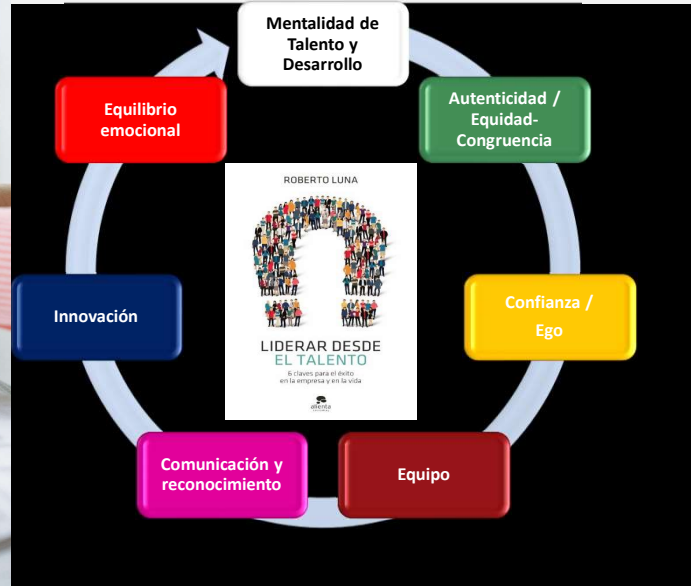 Mentalidad de
Talento y
Desarrollo
Autenticidad /
Equidad-
Congruencia
Confianza /
Ego
Equipo
Comunicación y
reconocimiento
Innovación
Equilibrio
emocional
ROBERTO LUNA
LIDERAR DESDE
EL TALENTO
6 claves para el éxito
en la empresa y en la vida
alienta